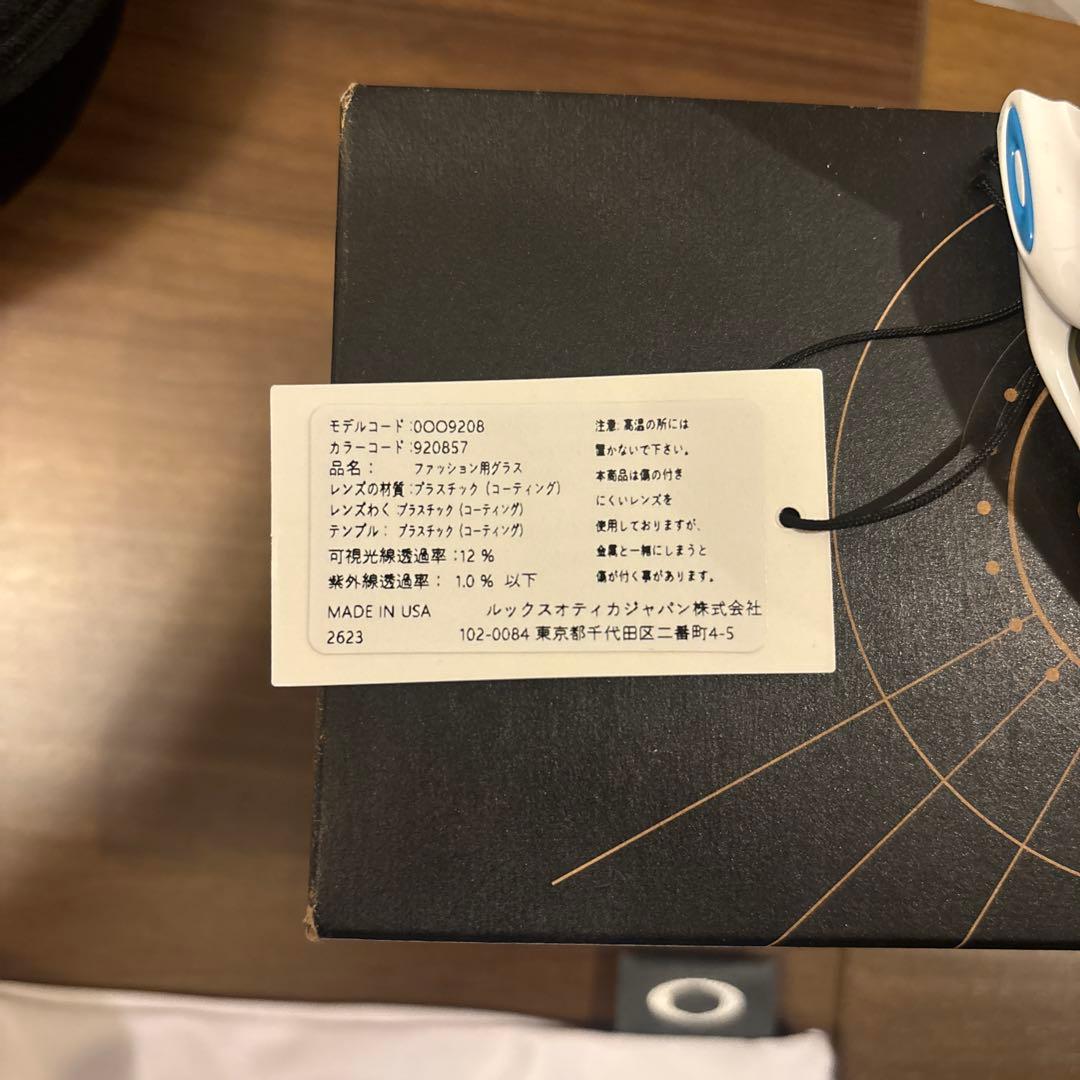 モデルコード:0OO9208
カラーコード:920857
品名: ファッション用グラス
レンズの材質:プラスチック (コーティング)
レンズわく:プラスチック (コーティング)
テンプル: プラスチック (コーティング)
可視光線透過率:12 %
紫外線透過率: 1.0 % 以下
MADE IN USA
2623
注意: 高温の所には
置かないで下さい。
本商品は傷の付き
にくいレンズを
使用しておりますが、
金属と一緒にしまうと
傷が付く事があります。
ルックスオティカジャパン株式会社
102-0084 東京都千代田区二番町4-5